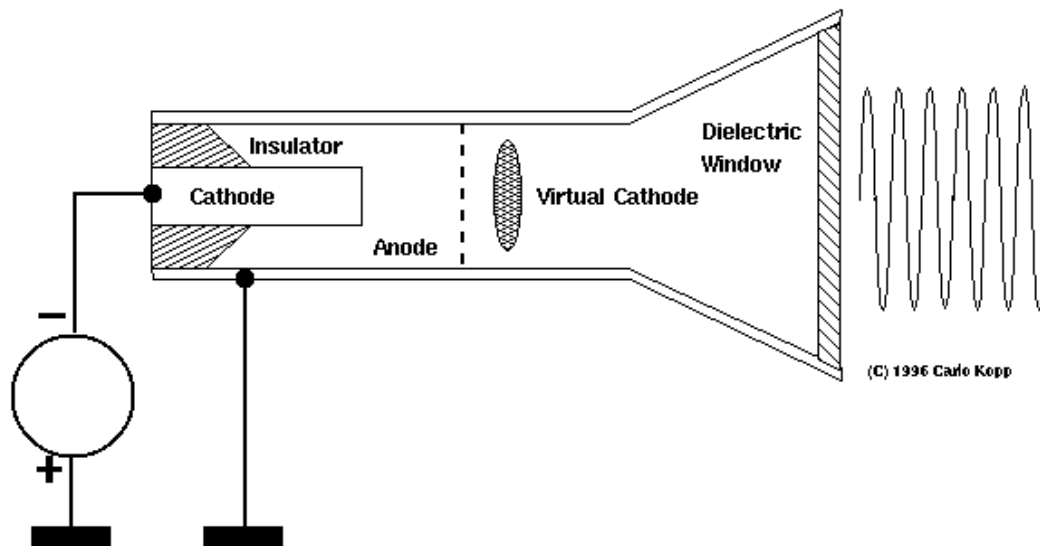 Insulator
Cathode
Anode
Virtual Cathode
Dielectric
Window
−
+
(C) 1996 Carlo Kopp